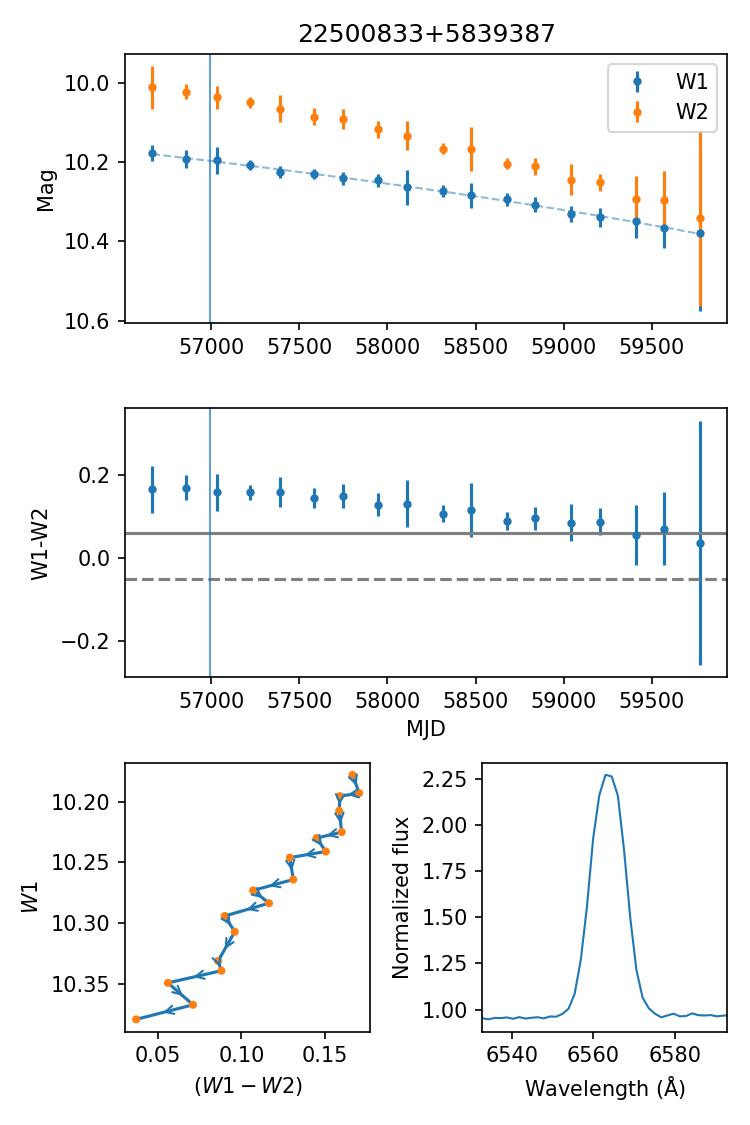 22500833+5839387
W1
W2
10.0
10.2
10.4
10.6
Mag
57000 57500 58000 58500 59000 59500
0.2
0.0
−0.2
W1-W2
57000 57500 58000 58500 59000 59500
MJD
10.20
10.25
10.30
10.35
W1
0.05 0.10 0.15
(W1 − W2)
2.25
2.00
1.75
1.50
1.25
1.00
Normalized flux
6540 6560 6580
Wavelength (Å)